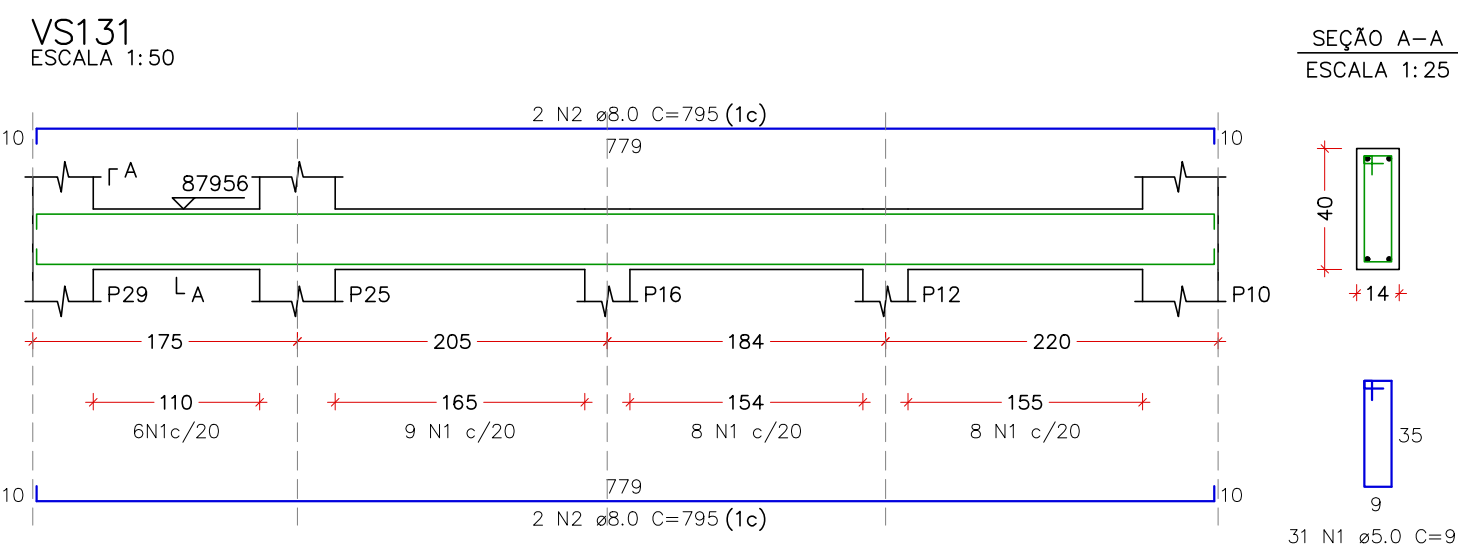 VS131
ESCALA 1:50
SEÇÃO A-A
ESCALA 1:25
2 N2 ø8.0 C=795 (1c)
10
779
10
A
87956
40
14
P29
A
P25
P16
P12
P10
175
205
184
220
110
165
154
155
6N1c/20
9 N1 c/20
8 N1 c/20
8 N1 c/20
35
9
10
779
10
2 N2 ø8.0 C=795 (1c)
31 N1 ø5.0 C=9